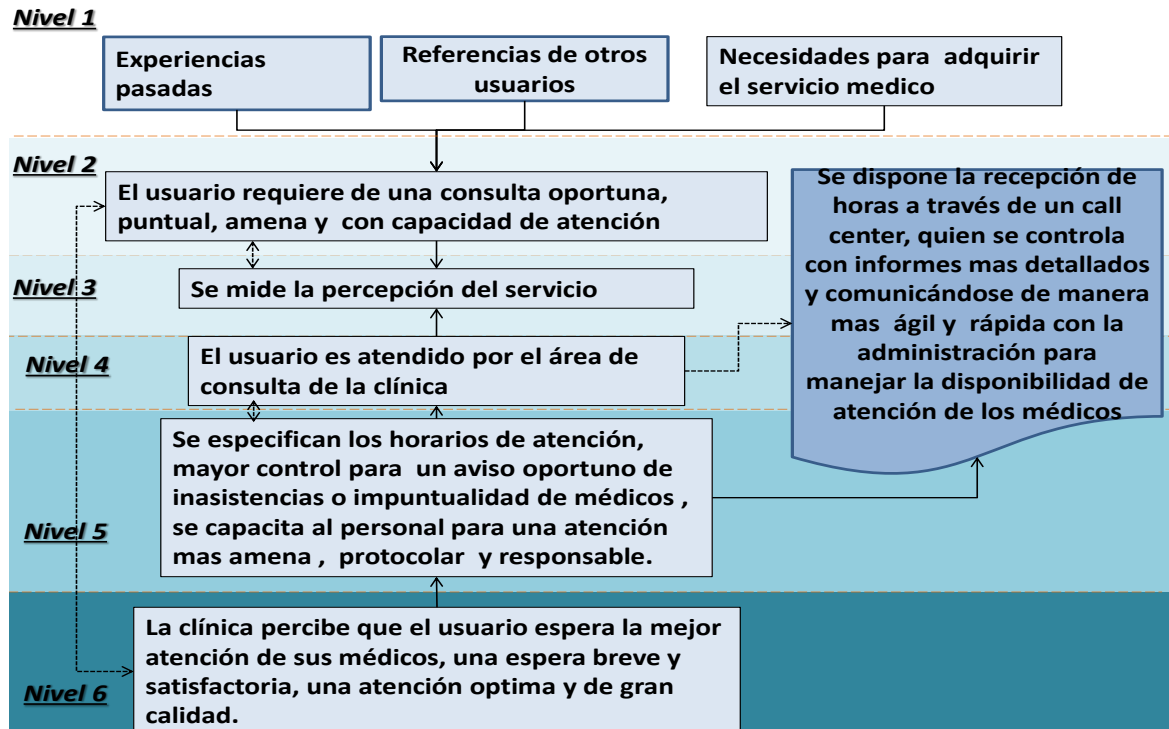 Nivel 1
Experiencias
pasadas
Referencias de otros
usuarios
Necesidades para adquirir
el servicio medico
Nivel 2
El usuario requiere de una consulta oportuna,
puntual, amena y con capacidad de atención
Se dispone la recepción de
horas a través de un call
center, quien se controla
con informes mas detallados
y comunicándose de manera
mas ágil y rápida con la
administración para
manejar la disponibilidad de
atención de los médicos
Nivel 3
Se mide la percepción del servicio
Nivel 4
El usuario es atendido por el área de
consulta de la clínica
Nivel 5
Se especifican los horarios de atención,
mayor control para un aviso oportuno de
inasistencias o impuntualidad de médicos ,
se capacita al personal para una atención
mas amena , protocolar y responsable.
Nivel 6
La clínica percibe que el usuario espera la mejor
atención de sus médicos, una espera breve y
satisfactoria, una atención optima y de gran
calidad.